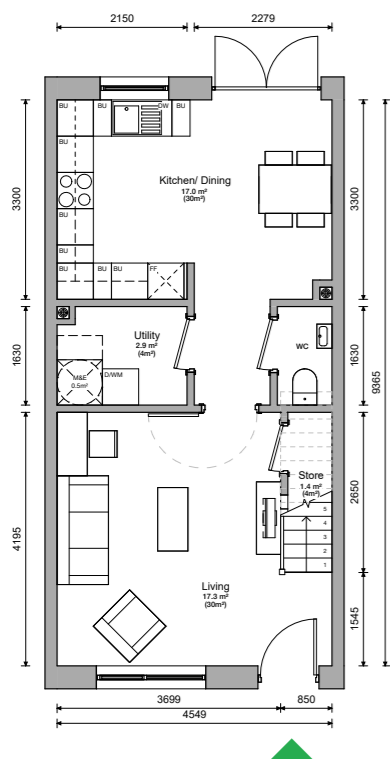 2150 2279
BU BU DW BU
BU
Kitchen/ Dining
17.0 m²
(30m²)
3300 3300
BU
BU
BU BU BU FF
Utility
2.9 m²
(4m²)
WC
1630 1630
9365
M&E
0.5m²
D/WM
Store
1.4 m²
(4m²)
2650
4195
5
4
3
2
1
Living
17.3 m²
(30m²)
1545
3699 850
4549